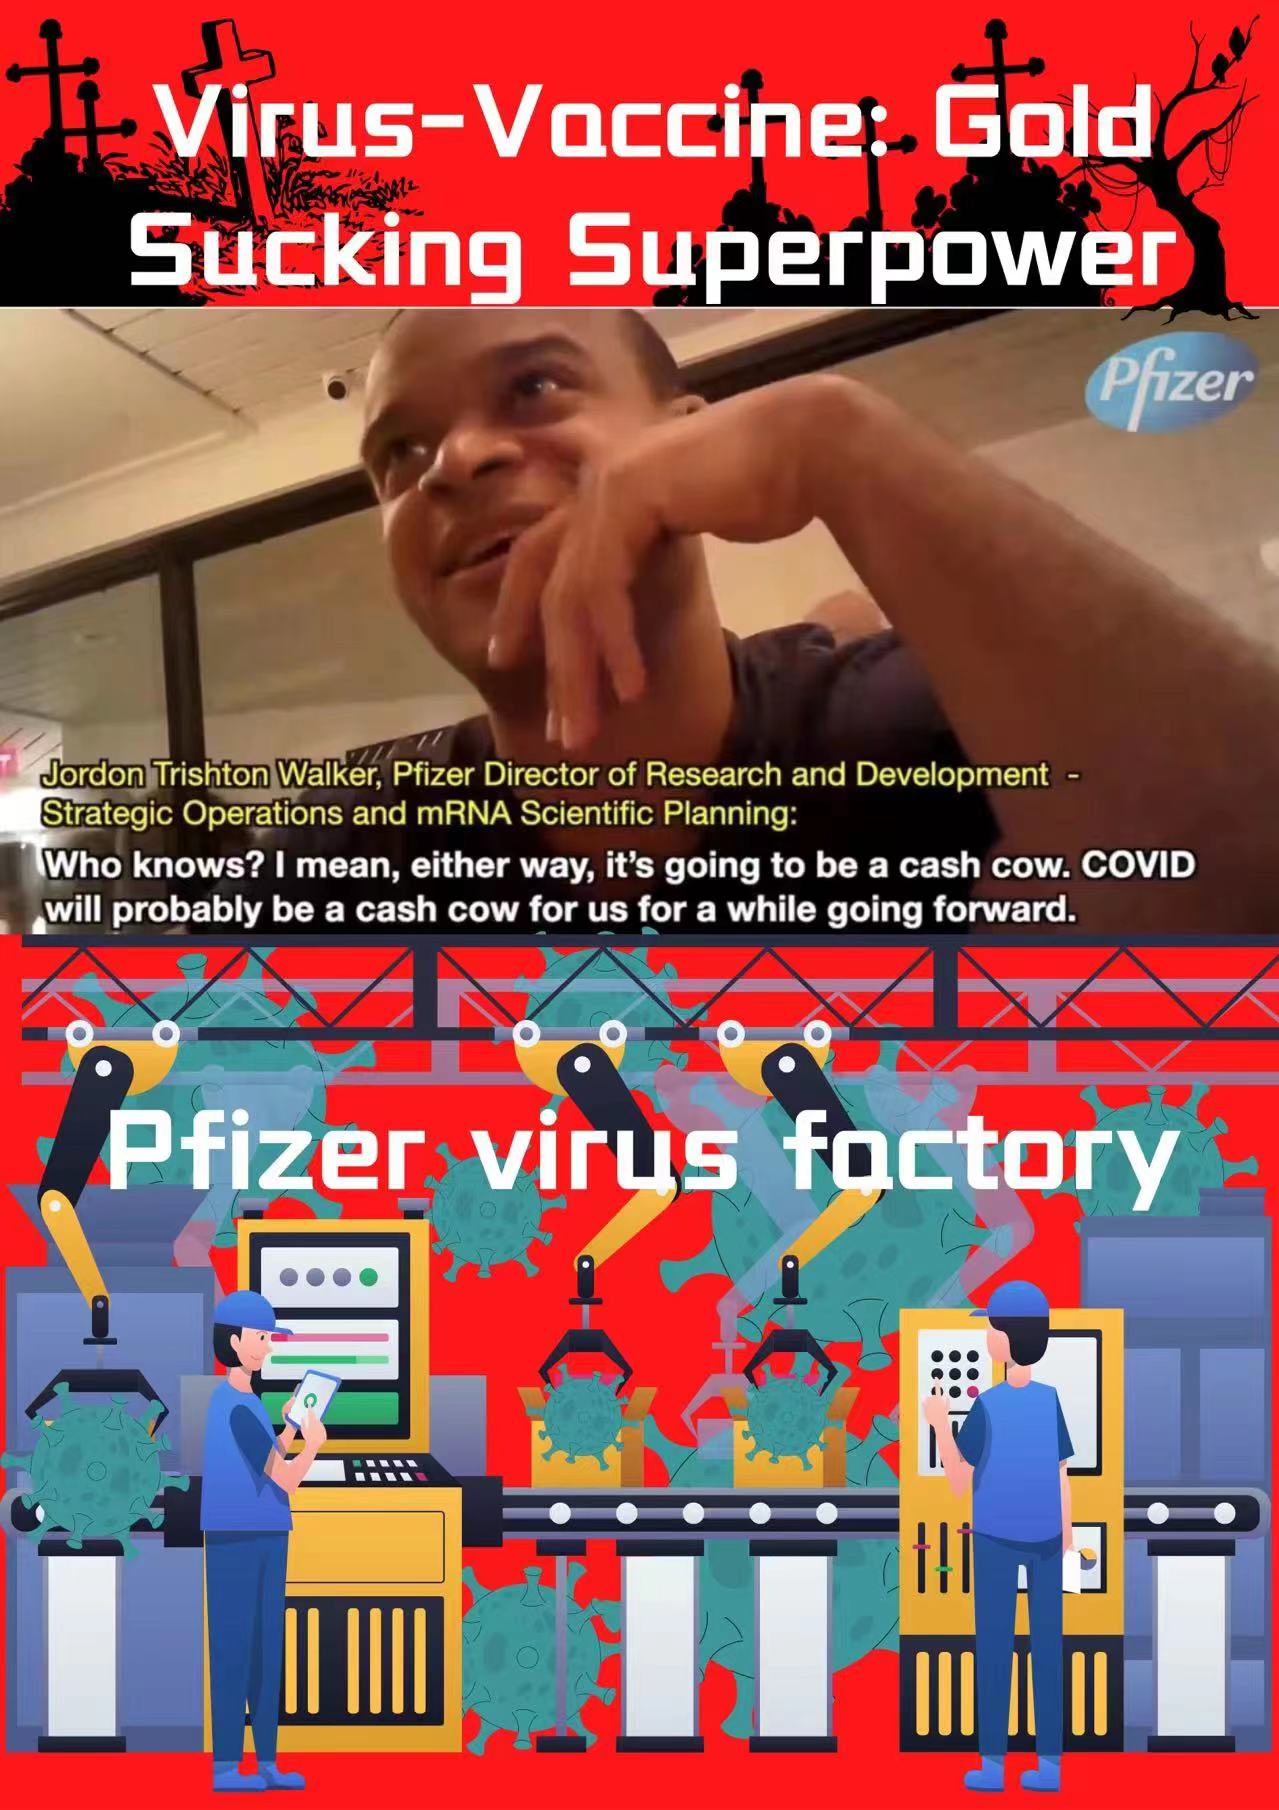 Virus-Vaccine: Gold
Sucking Superpower
Pfizer
Jordon Trishton Walker, Pfizer Director of Research and Development -
Strategic Operations and mRNA Scientific Planning:
Who knows? I mean, either way, it's going to be a cash cow. COVID
will probably be a cash cow for us for a while going forward.
Pfizer virus factory